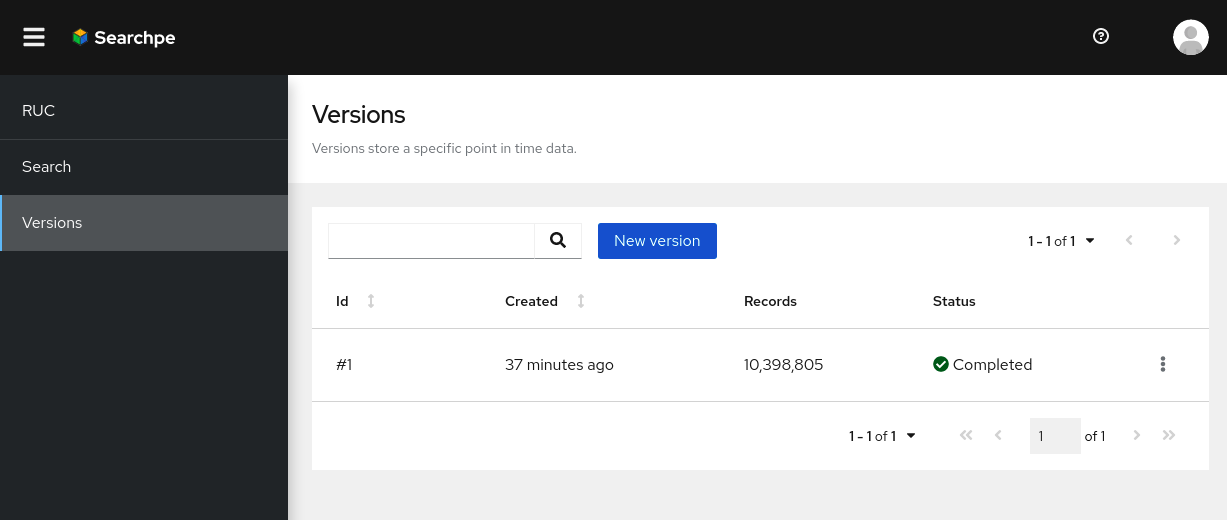 Searchpe
RUC
Search
Versions
Versions
Versions store a specific point in time data.
New version
1 - 1 of 1
Id Created Records Status
#1 37 minutes ago 10,398,805 Completed
1 - 1 of 1 1 of 1